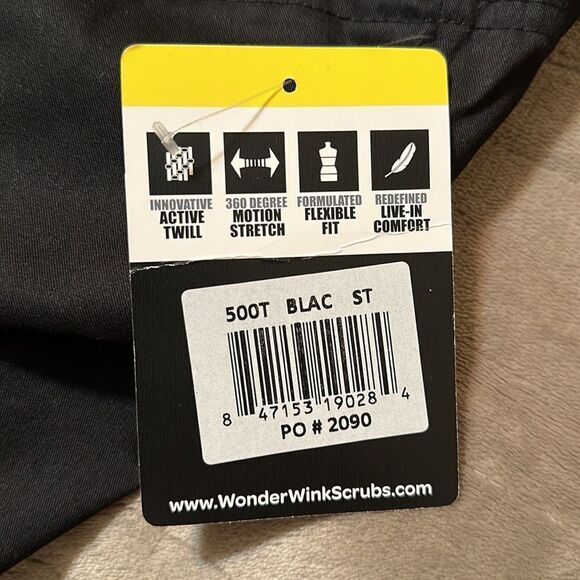 INNOVATIVE ACTIVE TWILL
360 DEGREE MOTION STRETCH
FORMULATED FLEXIBLE FIT
REDEFINED LIVE-IN COMFORT
500T BLAC ST
8 47153 19028 4
PO # 2090
www.WonderWinkScrubs.com